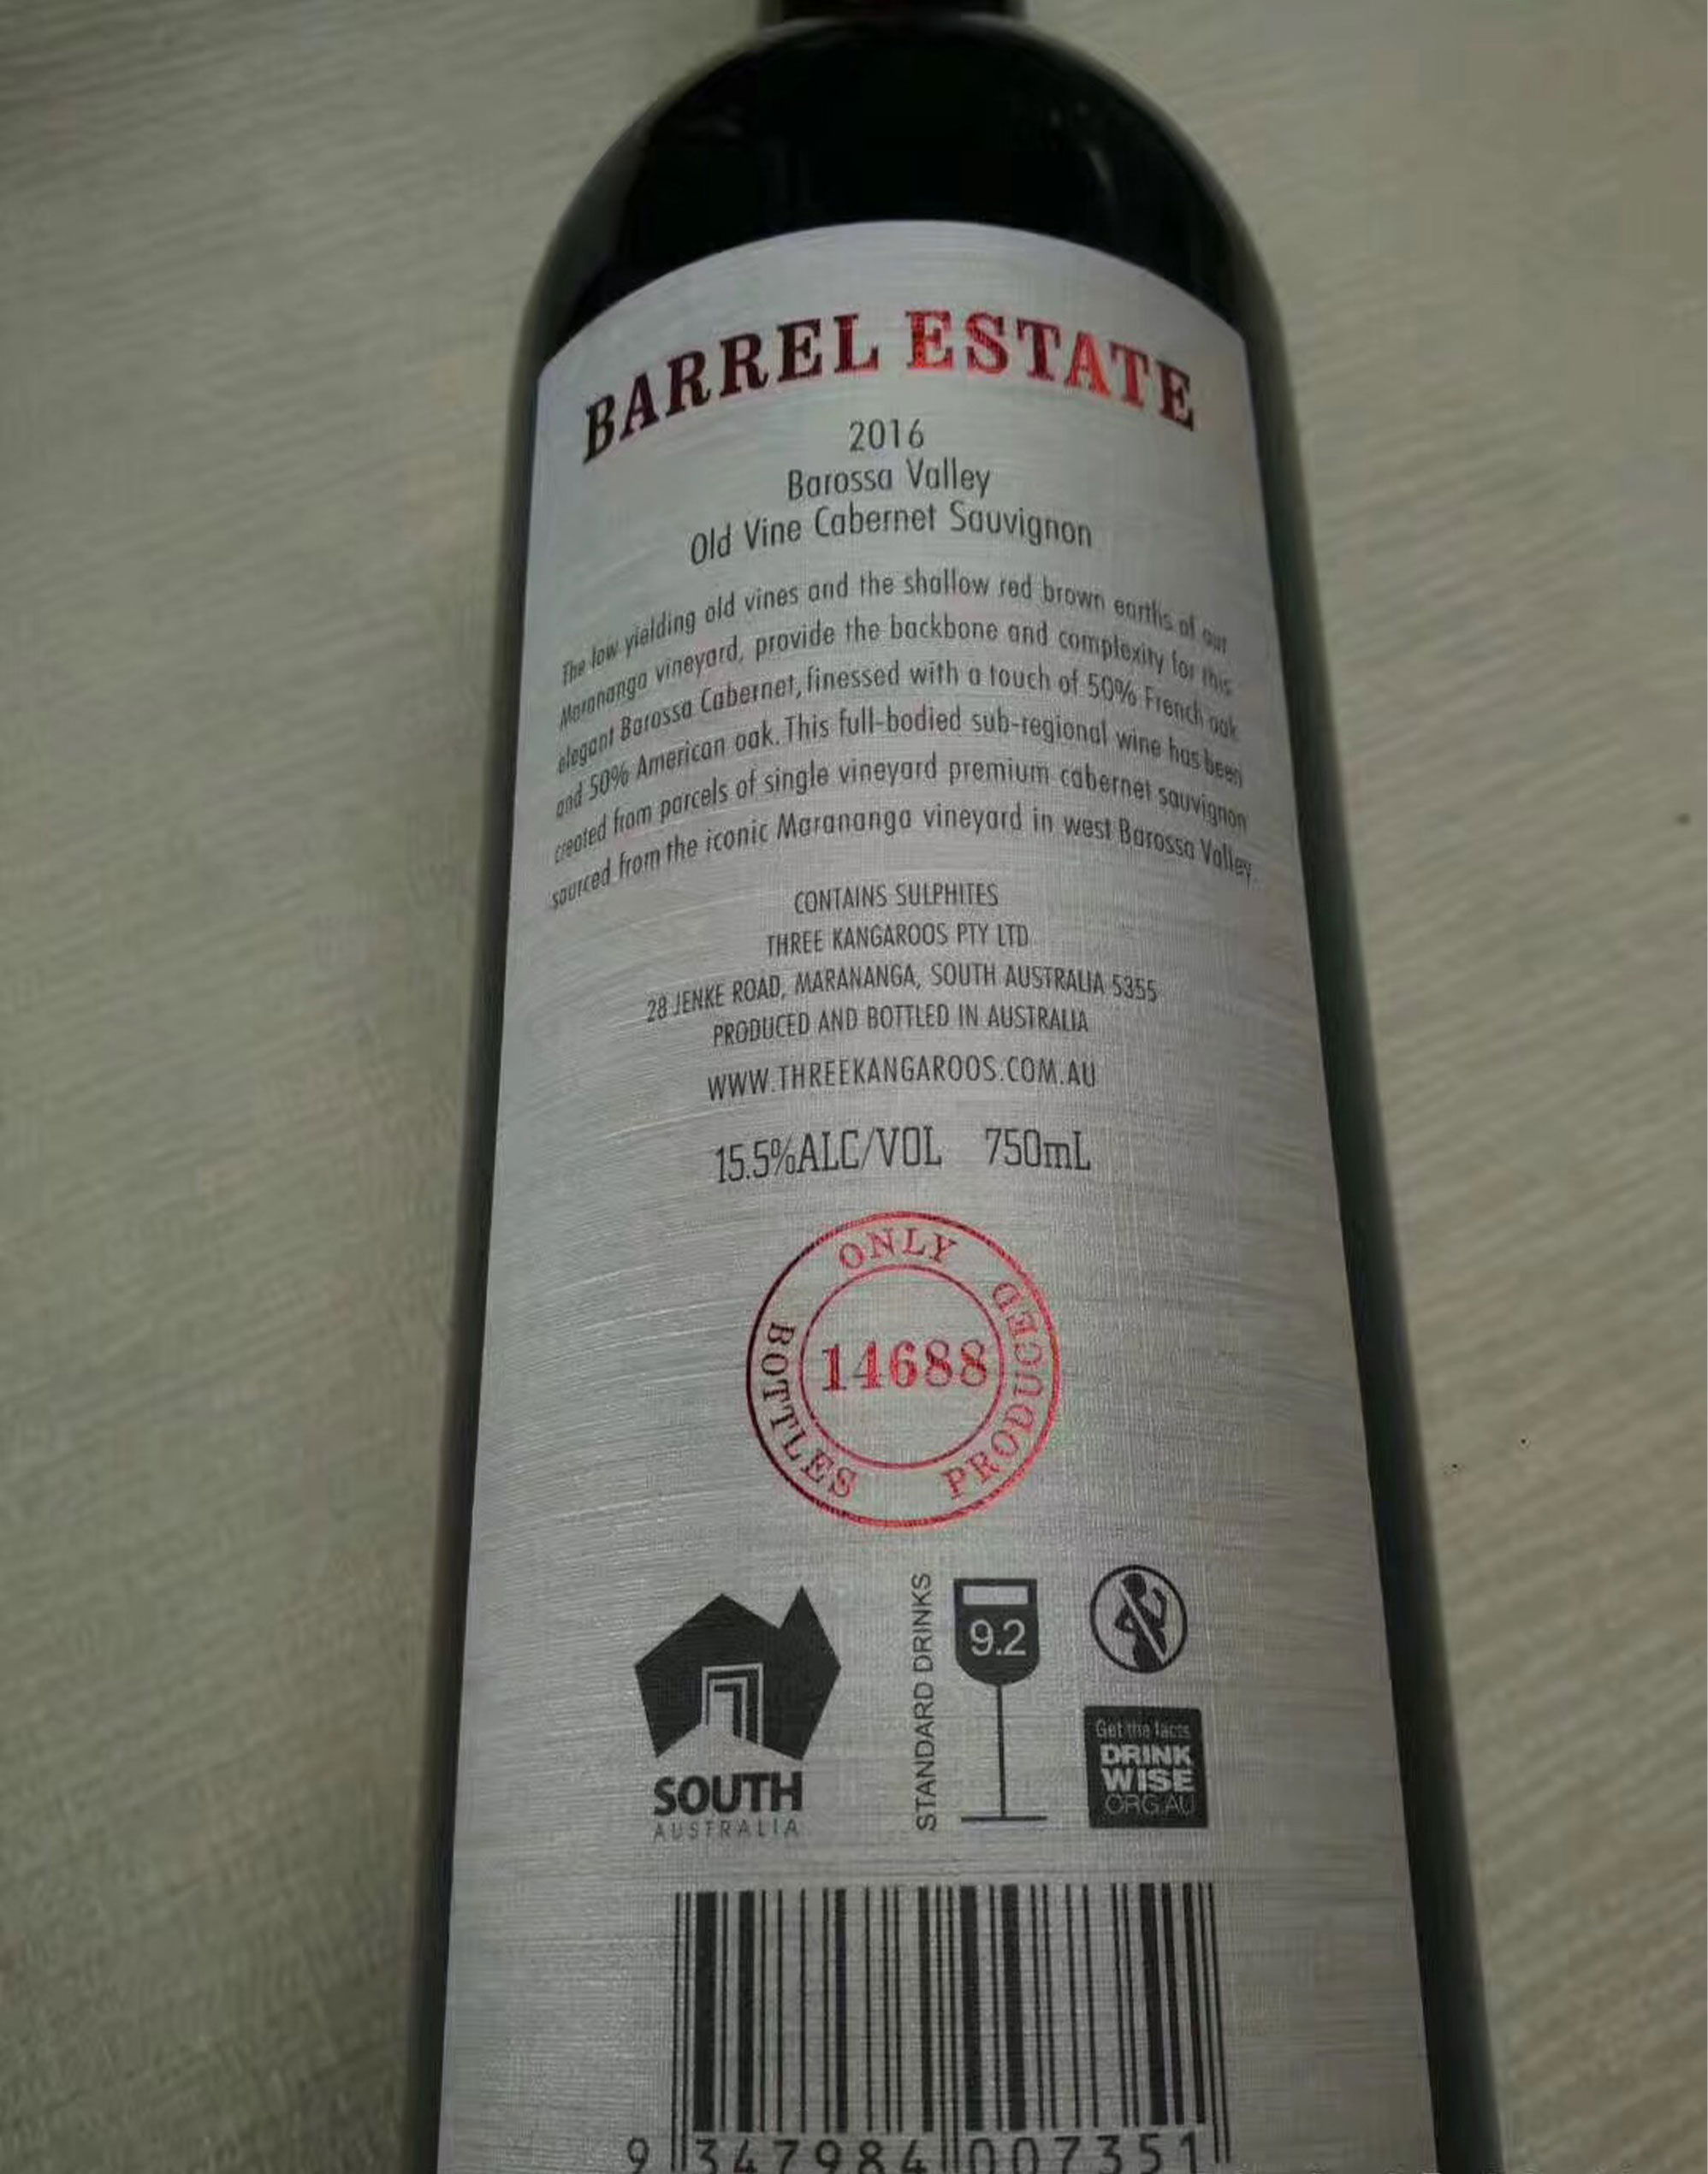 BARREL ESTATE
2016
Barossa Valley
Old Vine Cabernet Sauvignon
The low yielding old vines and the shallow red brown earths of our
Marananga vineyard, provide the backbone and complexity for this
elegant Barossa Cabernet, finessed with a touch of 50% French oak
and 50% American oak. This full-bodied sub-regional wine has been
created from parcels of single vineyard premium cabernet sauvignon
sourced from the iconic Marananga vineyard in west Barossa Valley.
CONTAINS SULPHITES
THREE KANGAROOS PTY LTD
28 JENKE ROAD, MARANANGA, SOUTH AUSTRALIA 5355
PRODUCED AND BOTTLED IN AUSTRALIA
WWW.THREEKANGAROOS.COM.AU
15.5%ALC/VOL 750mL
ONLY
14688
BOTTLES
PRODUCED
SOUTH
AUSTRALIA
STANDARD DRINKS
9.2
Get the facts
DRINK
WISE
ORG.AU
9 347984 007351